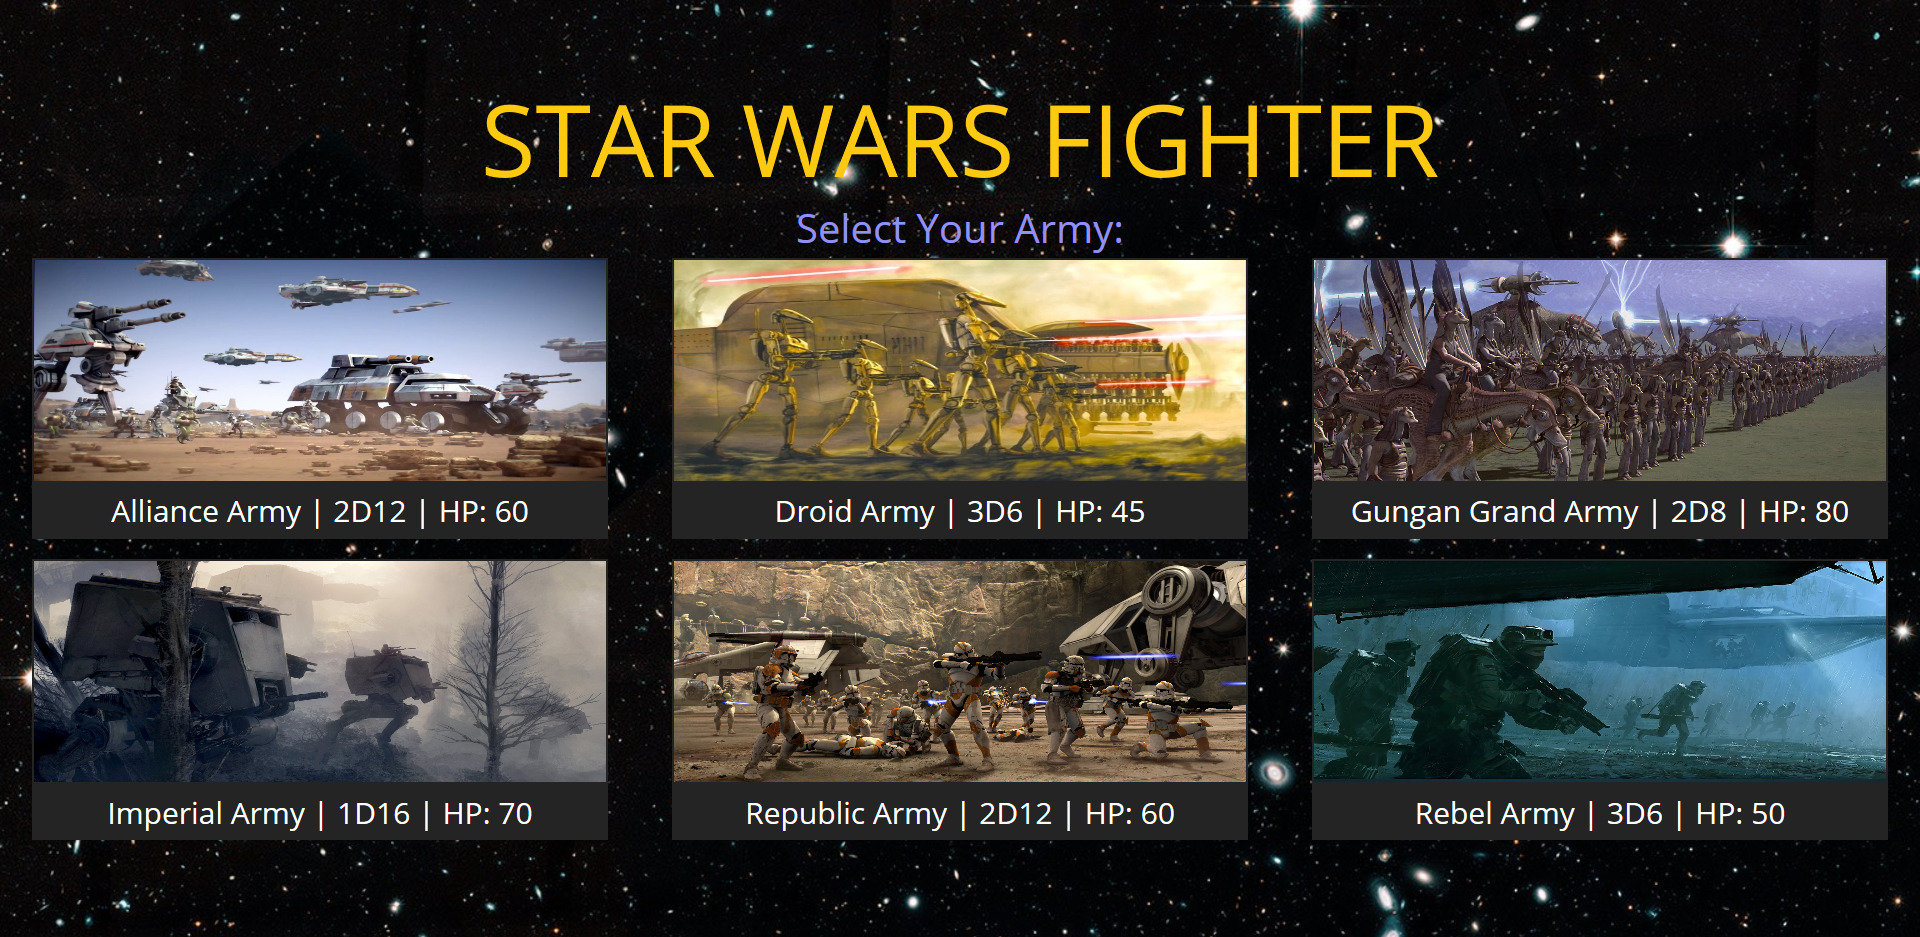 STAR WARS FIGHTER
Select Your Army:
Alliance Army | 2D12 | HP: 60
Droid Army | 3D6 | HP: 45
Gungan Grand Army | 2D8 | HP: 80
Imperial Army | 1D16 | HP: 70
Republic Army | 2D12 | HP: 60
Rebel Army | 3D6 | HP: 50